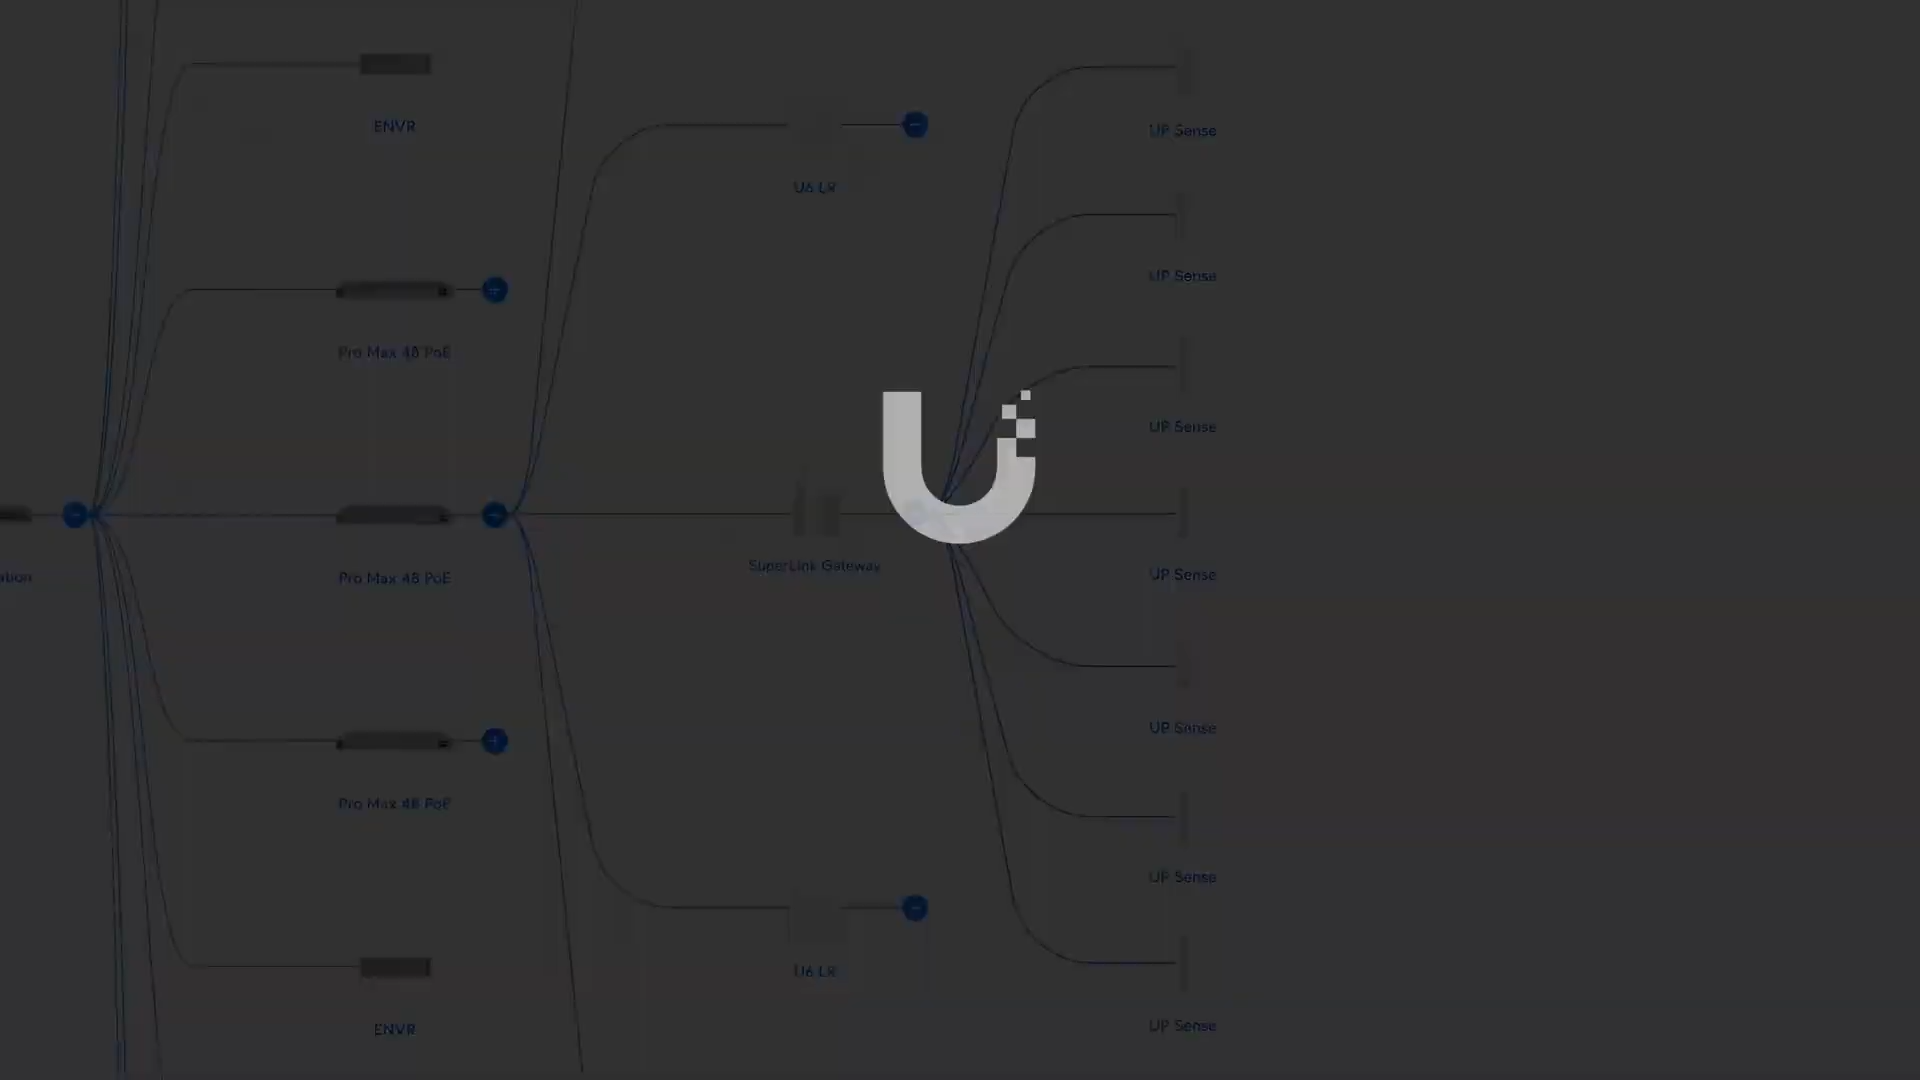 ENVR
UP Sense
U6 LR
UP Sense
Pro Max 48 PoE
UP Sense
SuperLink Gateway
ation
Pro Max 48 PoE
UP Sense
UP Sense
Pro Max 48 PoE
UP Sense
U6 LR
ENVR
UP Sense